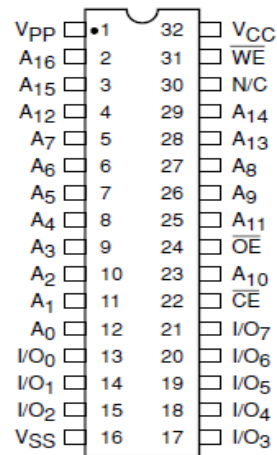 VPP •1 32 VCC
A16 2 31 WE
A15 3 30 N/C
A12 4 29 A14
A7 5 28 A13
A6 6 27 A8
A5 7 26 A9
A4 8 25 A11
A3 9 24 OE
A2 10 23 A10
A1 11 22 CE
A0 12 21 I/O7
I/O0 13 20 I/O6
I/O1 14 19 I/O5
I/O2 15 18 I/O4
VSS 16 17 I/O3